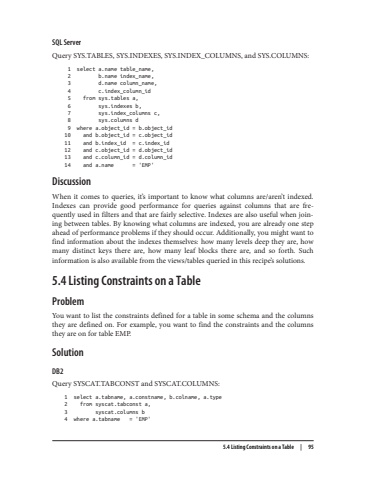 SQL Server
Query SYS.TABLES, SYS.INDEXES, SYS.INDEX_COLUMNS, and SYS.COLUMNS:
1 select a.name table_name,
2 b.name index_name,
3 d.name column_name,
4 c.index_column_id
5 from sys.tables a,
6 sys.indexes b,
7 sys.index_columns c,
8 sys.columns d
9 where a.object_id = b.object_id
10 and b.object_id = c.object_id
11 and b.index_id = c.index_id
12 and c.object_id = d.object_id
13 and c.column_id = d.column_id
14 and a.name = 'EMP'
Discussion
When it comes to queries, it's important to know what columns are/aren't indexed.
Indexes can provide good performance for queries against columns that are fre-
quently used in filters and that are fairly selective. Indexes are also useful when join-
ing between tables. By knowing what columns are indexed, you are already one step
ahead of performance problems if they should occur. Additionally, you might want to
find information about the indexes themselves: how many levels deep they are, how
many distinct keys there are, how many leaf blocks there are, and so forth. Such
information is also available from the views/tables queried in this recipe's solutions.
5.4 Listing Constraints on a Table
Problem
You want to list the constraints defined for a table in some schema and the columns
they are defined on. For example, you want to find the constraints and the columns
they are on for table EMP.
Solution
DB2
Query SYSCAT.TABCONST and SYSCAT.COLUMNS:
1 select a.tabname, a.constname, b.colname, a.type
2 from syscat.tabconst a,
3 syscat.columns b
4 where a.tabname = 'EMP'
5.4 Listing Constraints on a Table | 95